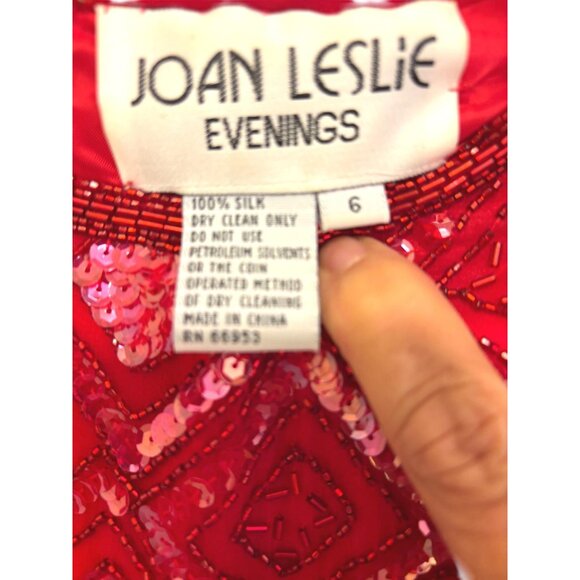 JOAN LESLiE
EVENINGS
100% SILK
DRY CLEAN ONLY
DO NOT USE
PETROLEUM SOLVENTS
OR THE COIN
OPERATED METHOD
OF DRY CLEANING
MADE IN CHINA
RN 66953
6